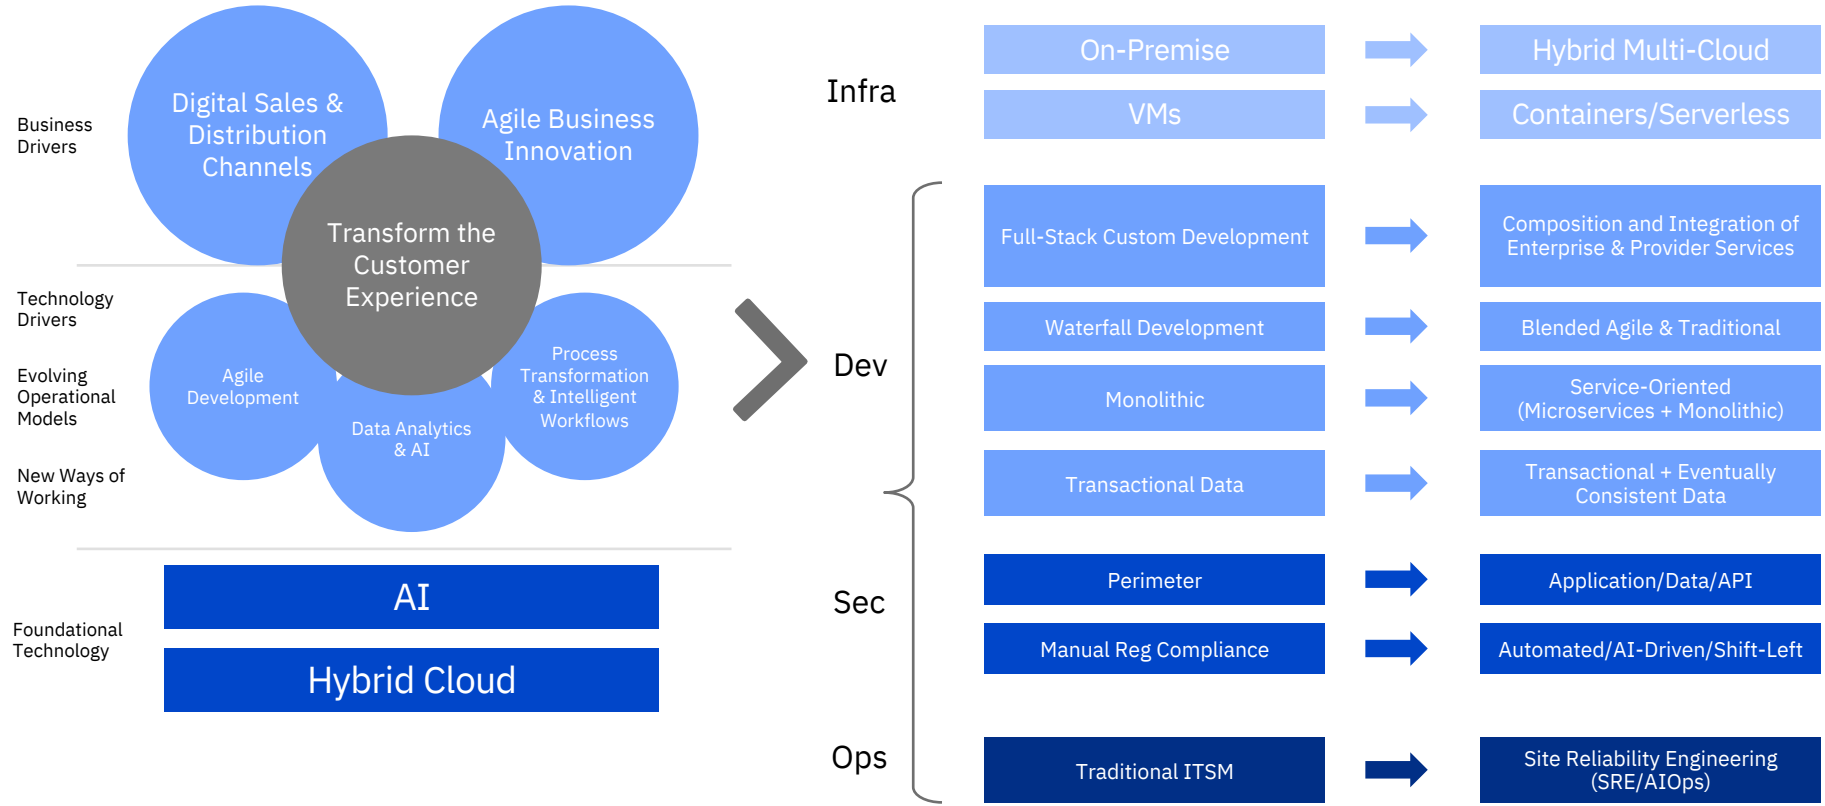 Business
Drivers
Digital Sales &
Distribution
Channels
Agile Business
Innovation
Transform the
Customer
Experience
Technology
Drivers
Evolving
Operational
Models
New Ways of
Working
Agile
Development
Data Analytics
& AI
Process
Transformation
& Intelligent
Workflows
Foundational
Technology
AI
Hybrid Cloud
Infra
On-Premise
Hybrid Multi-Cloud
VMs
Containers/Serverless
Dev
Full-Stack Custom Development
Composition and Integration of
Enterprise & Provider Services
Waterfall Development
Blended Agile & Traditional
Monolithic
Service-Oriented
(Microservices + Monolithic)
Transactional Data
Transactional + Eventually
Consistent Data
Sec
Perimeter
Application/Data/API
Manual Reg Compliance
Automated/AI-Driven/Shift-Left
Ops
Traditional ITSM
Site Reliability Engineering
(SRE/AIOps)